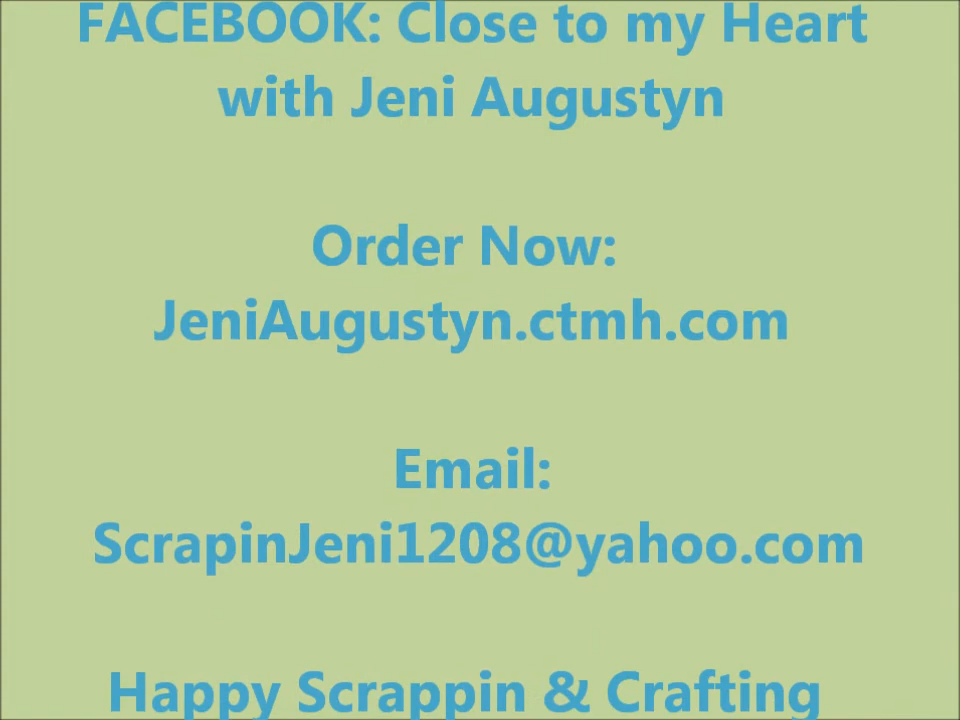 FACEBOOK: Close to my Heart
with Jeni Augustyn
Order Now:
JeniAugustyn.ctmh.com
Email:
ScrapinJeni1208@yahoo.com
Happy Scrappin & Crafting